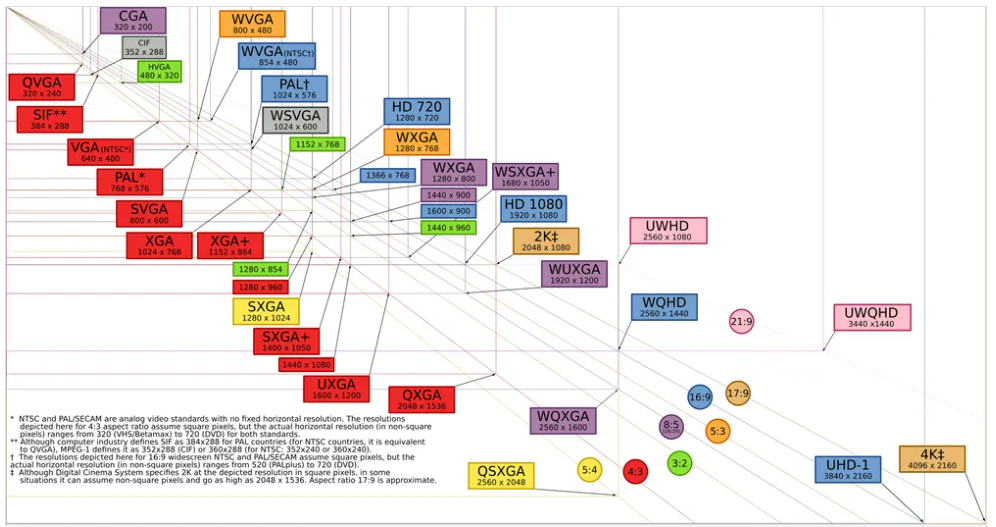 CGA
320 x 200
CIF
352 x 288
HVGA
480 x 320
QVGA
320 x 240
SIF**
384 x 288
VGA (NTSC*)
640 x 480
PAL*
768 x 576
SVGA
800 x 600
XGA
1024 x 768
XGA+
1152 x 864
1280 x 854
1280 x 960
SXGA
1280 x 1024
SXGA+
1400 x 1050
1440 x 1080
UXGA
1600 x 1200
QXGA
2048 x 1536
WVGA
800 x 480
WVGA (NTSC†)
854 x 480
PAL†
1024 x 576
WSVGA
1024 x 600
1152 x 768
HD 720
1280 x 720
WXGA
1280 x 768
1366 x 768
WXGA
1280 x 800
1440 x 900
1600 x 900
1440 x 960
WSXGA+
1680 x 1050
HD 1080
1920 x 1080
2K‡
2048 x 1080
WUXGA
1920 x 1200
UWHD
2560 x 1080
WQHD
2560 x 1440
21:9
UWQHD
3440 x1440
WQXGA
2560 x 1600
QSXGA
2560 x 2048
16:9
17:9
8:5
5:3
5:4
4:3
3:2
UHD-1
3840 x 2160
4K‡
4096 x 2160
* NTSC and PAL/SECAM are analog video standards with no fixed horizontal resolution. The resolutions
depicted here for 4:3 aspect ratio assume square pixels, but the actual horizontal resolution (in non-square
pixels) ranges from 320 (VHS/Betamax) to 720 (DVD) for both standards.
** Although computer industry defines SIF as 384x288 for PAL countries (for NTSC countries, it is equivalent
to QVGA), MPEG-1 defines it as 352x288 (CIF) or 360x288 (for NTSC: 352x240 or 360x240).
† The resolutions depicted here for 16:9 widescreen NTSC and PAL/SECAM assume square pixels, but the
actual horizontal resolution (in non-square pixels) ranges from 520 (PALplus) to 720 (DVD).
‡ Although Digital Cinema System specifies 2K at the depicted resolution in square pixels, in some
situations it can assume non-square pixels and go as high as 2048 x 1536. Aspect ratio 17:9 is approximate.